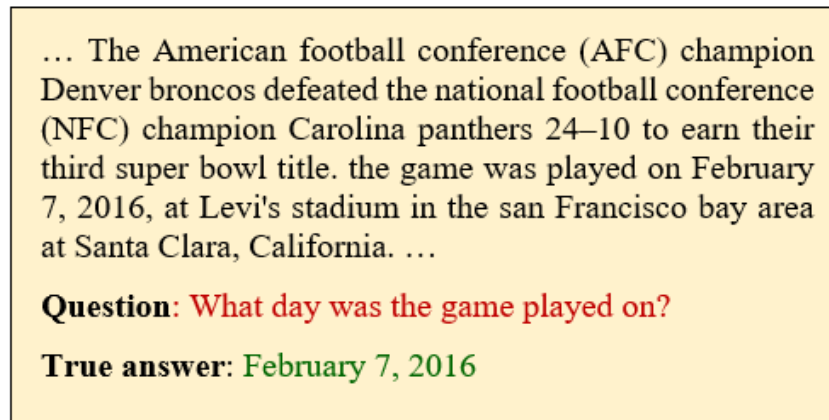 … The American football conference (AFC) champion
Denver broncos defeated the national football conference
(NFC) champion Carolina panthers 24–10 to earn their
third super bowl title. the game was played on February
7, 2016, at Levi's stadium in the san Francisco bay area
at Santa Clara, California. …
Question: What day was the game played on?
True answer: February 7, 2016